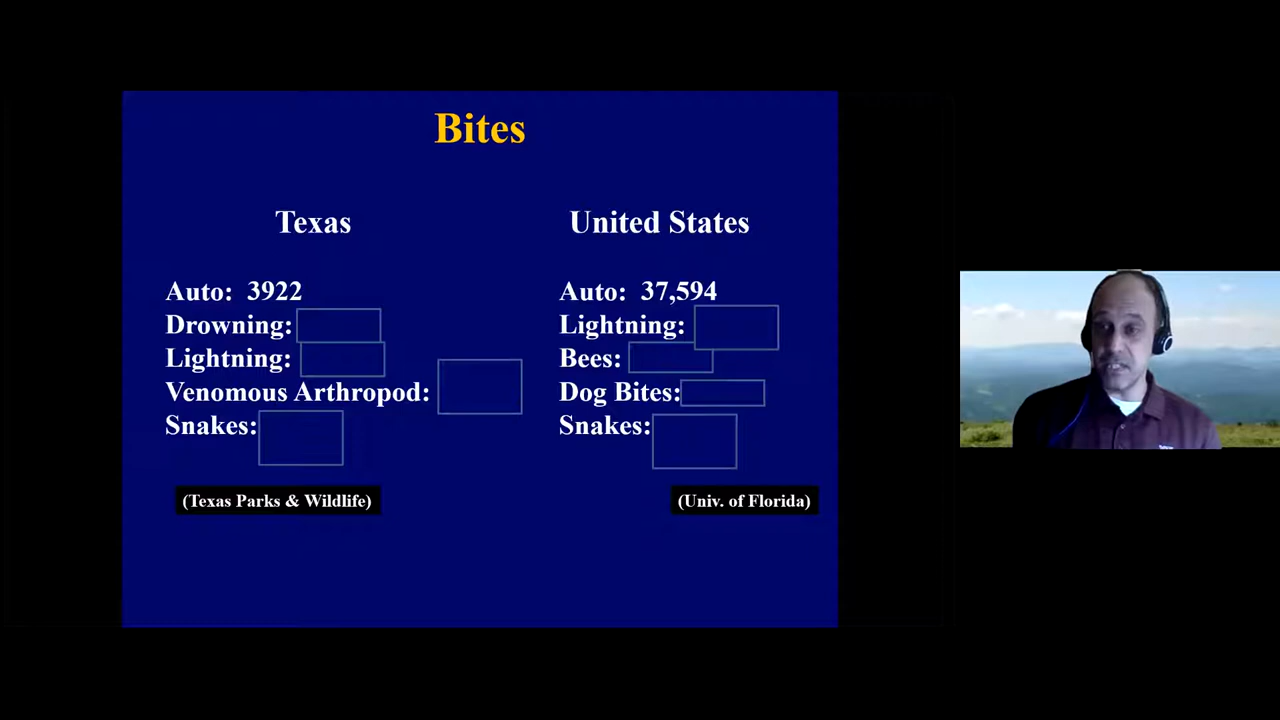 Bites
Texas
Auto: 3922
Drowning:
Lightning:
Venomous Arthropod:
Snakes:
(Texas Parks & Wildlife)
United States
Auto: 37,594
Lightning:
Bees:
Dog Bites:
Snakes:
(Univ. of Florida)